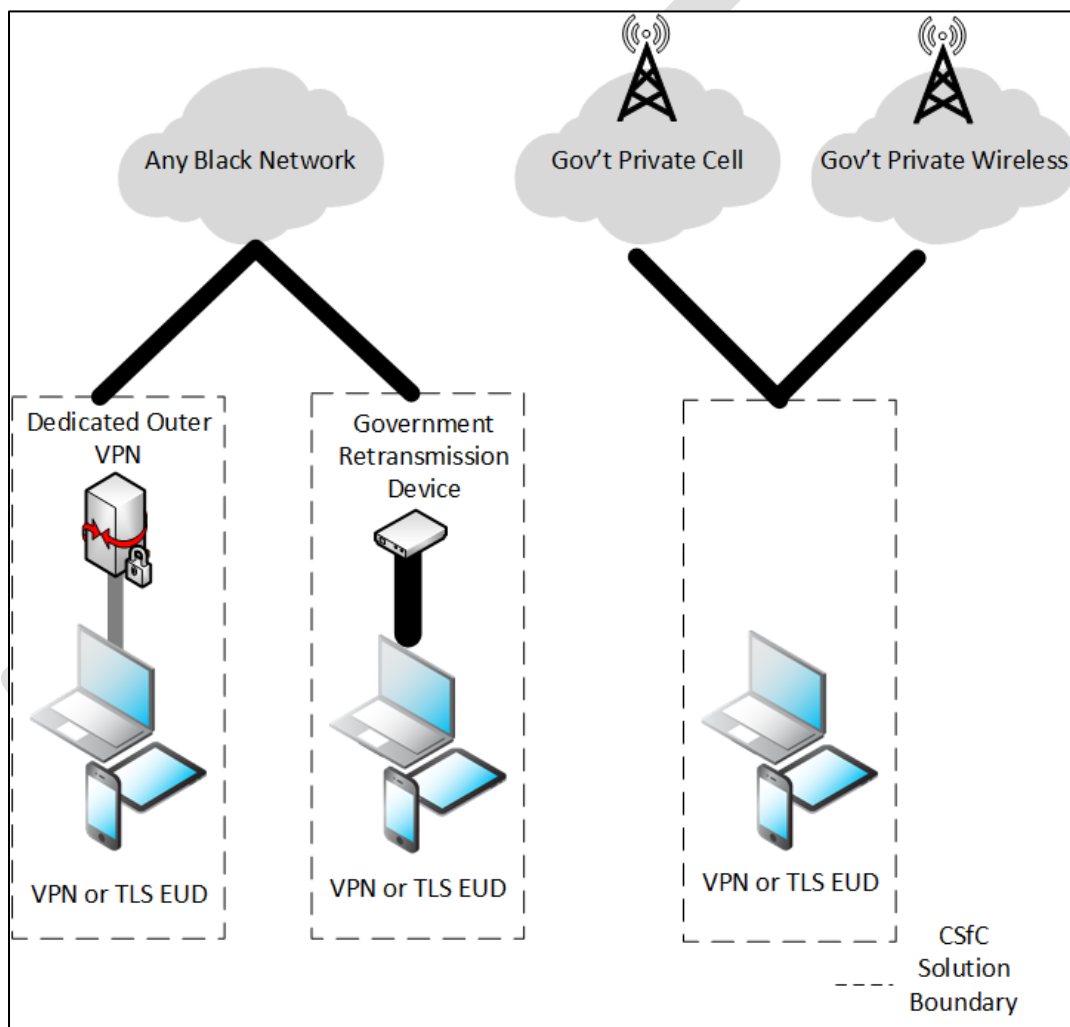 Any Black Network
Gov't Private Cell
Gov't Private Wireless
Dedicated Outer
VPN
Government
Retransmission
Device
VPN or TLS EUD
VPN or TLS EUD
VPN or TLS EUD
CSfC
Solution
Boundary